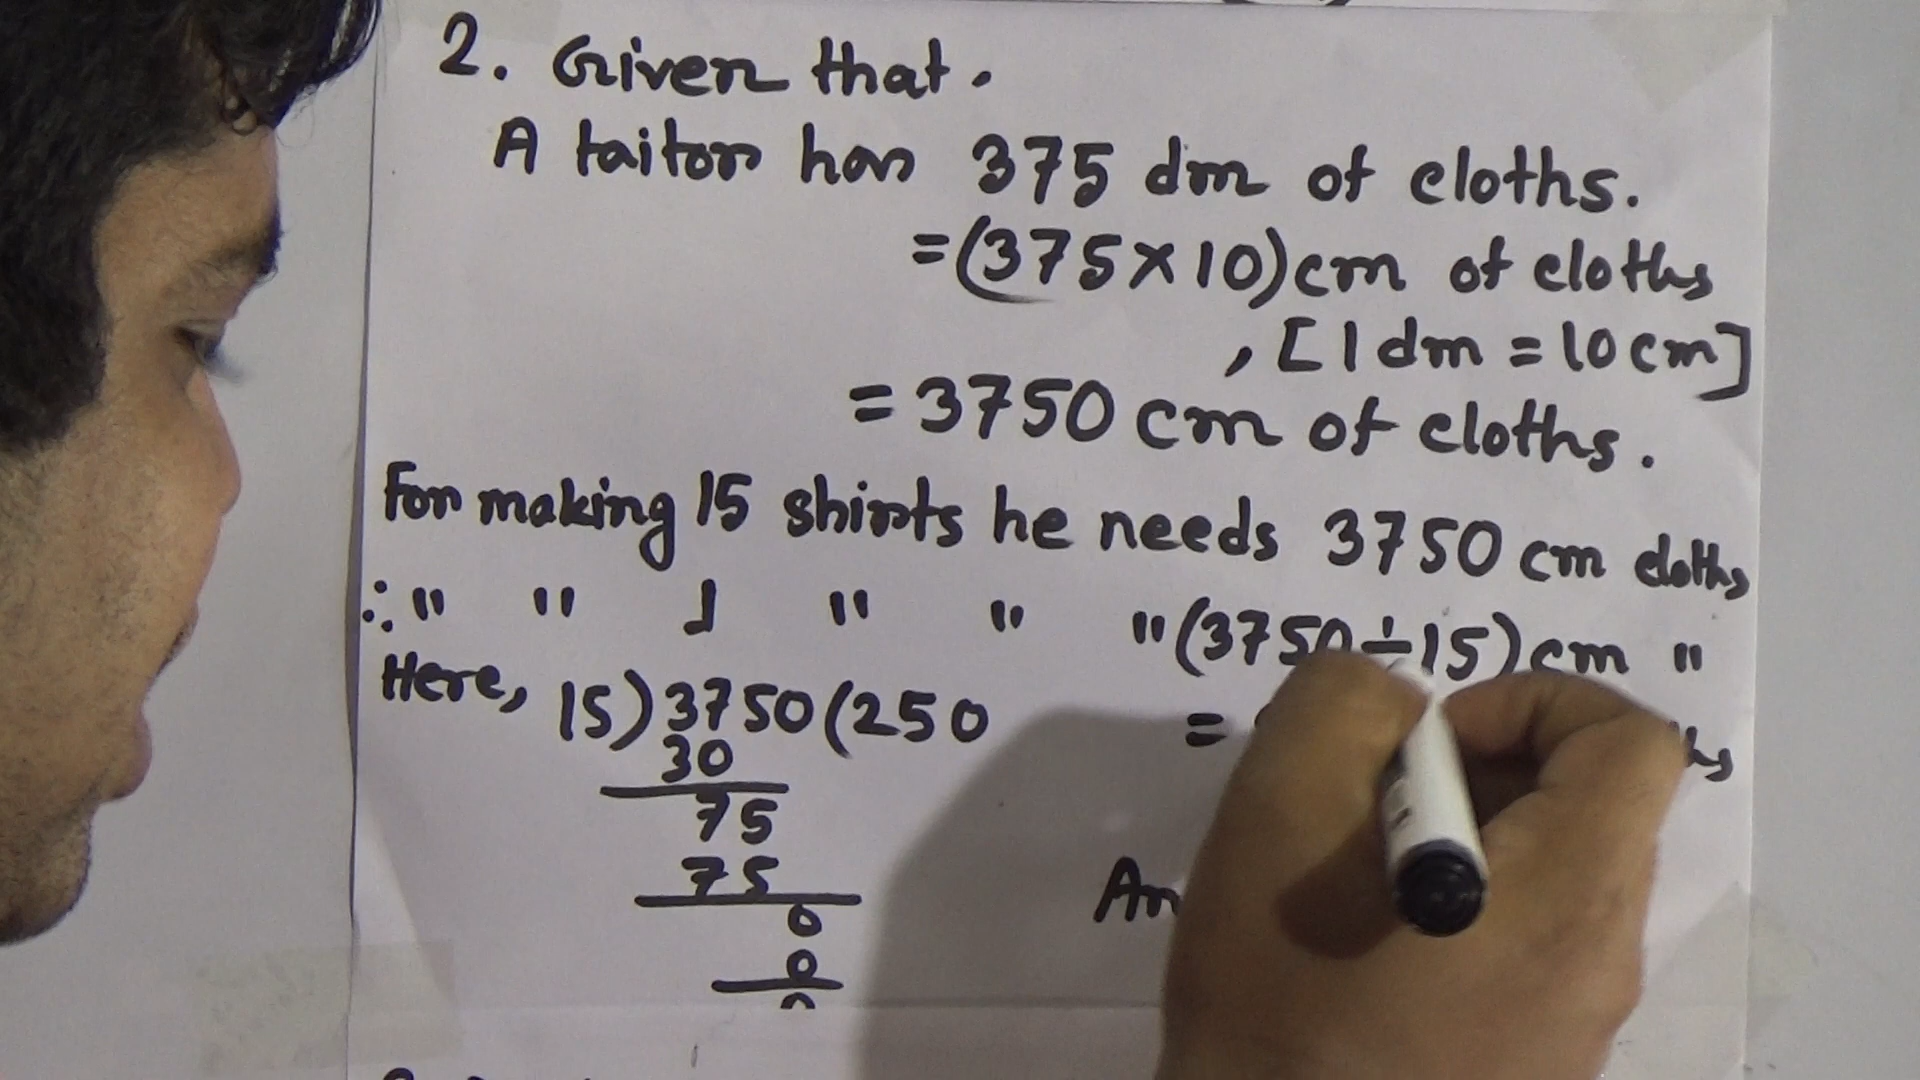 2. Given that.
A taitor has 375 dm of cloths.
= (375×10) cm of cloths
, [1 dm = 10 cm]
= 3750 cm of cloths.
For making 15 shirts he needs 3750 cm cloths
∴ " " 1 " " " (3750÷15) cm "
Here, 15)3750(250
=
30
75
75
0
0
0